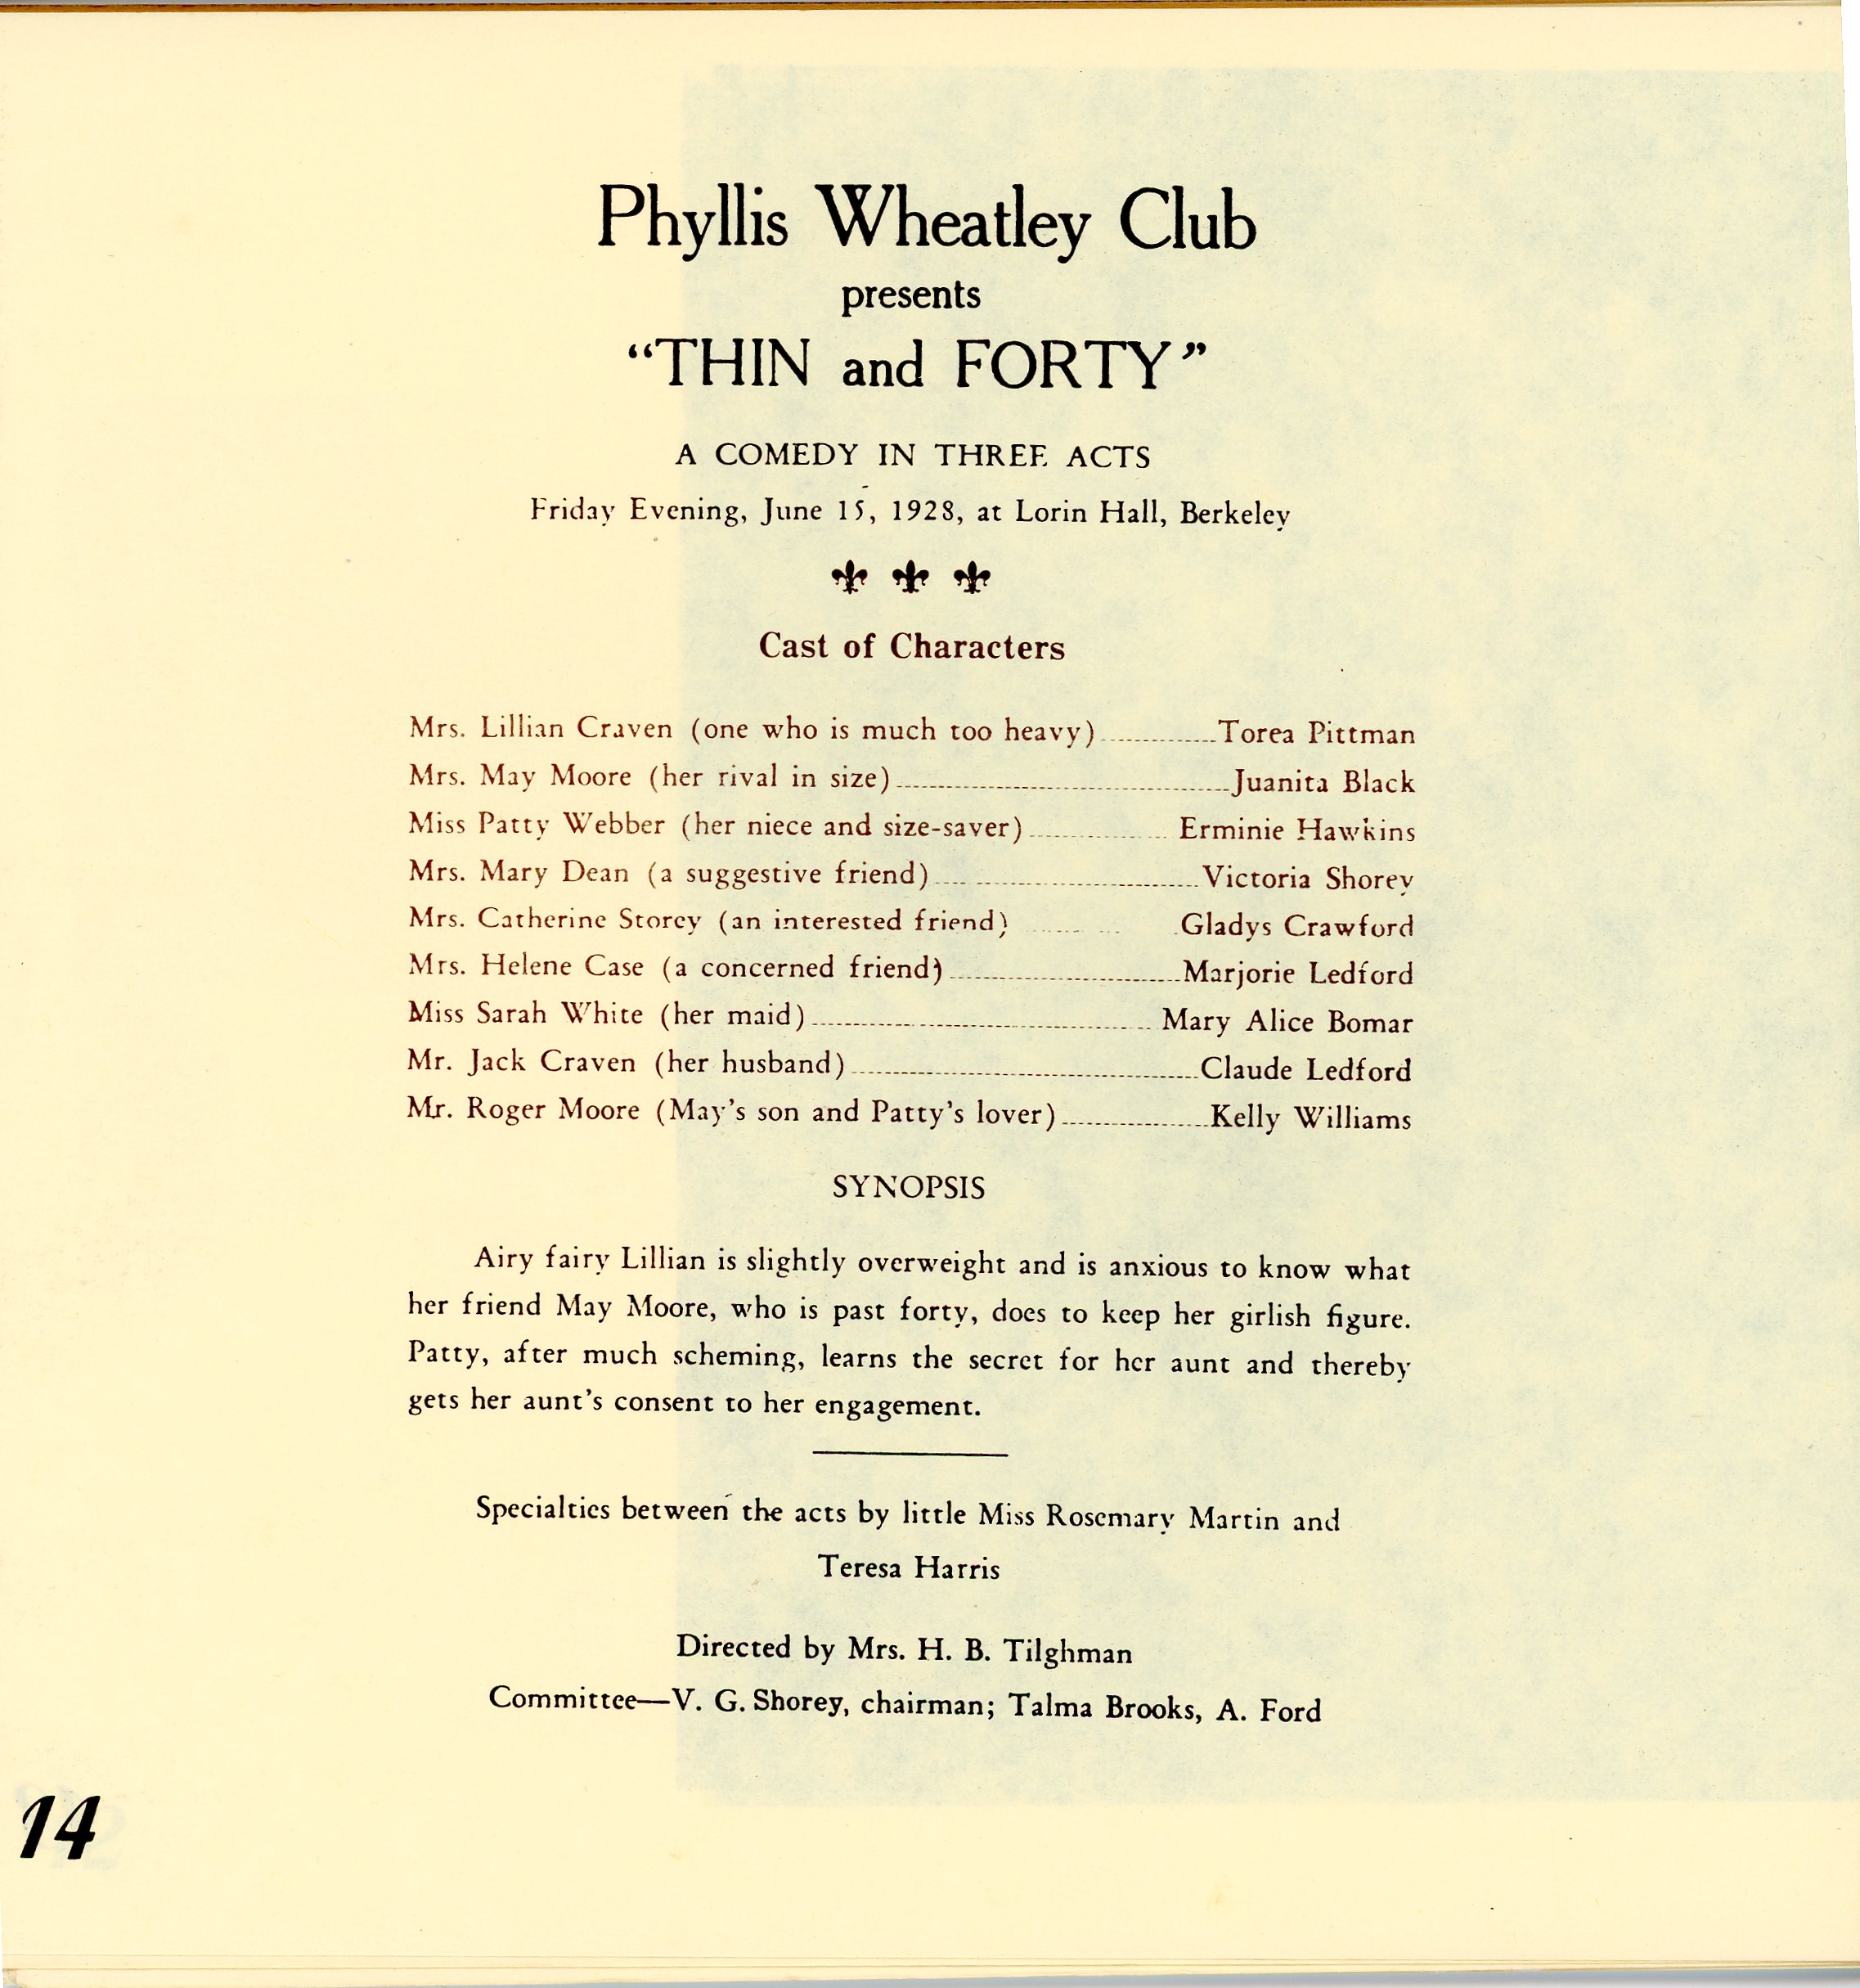 Phyllis Wheatley Club
presents
“THIN and FORTY”
A COMEDY IN THREE ACTS
Friday Evening, June 15, 1928, at Lorin Hall, Berkeley
Cast of Characters
Mrs. Lillian Craven (one who is much too heavy)..............Torea Pittman
Mrs. May Moore (her rival in size)..............Juanita Black
Miss Patty Webber (her niece and size-saver)..............Erminie Hawkins
Mrs. Mary Dean (a suggestive friend)..............Victoria Shorey
Mrs. Catherine Storey (an interested friend)..............Gladys Crawford
Mrs. Helene Case (a concerned friend)..............Marjorie Ledford
Miss Sarah White (her maid)..............Mary Alice Bomar
Mr. Jack Craven (her husband)..............Claude Ledford
Mr. Roger Moore (May’s son and Patty’s lover)..............Kelly Williams
SYNOPSIS
Airy fairy Lillian is slightly overweight and is anxious to know what
her friend May Moore, who is past forty, does to keep her girlish figure.
Patty, after much scheming, learns the secret for her aunt and thereby
gets her aunt’s consent to her engagement.
Specialties between the acts by little Miss Rosemary Martin and
Teresa Harris
Directed by Mrs. H. B. Tilghman
Committee—V. G. Shorey, chairman; Talma Brooks, A. Ford
14